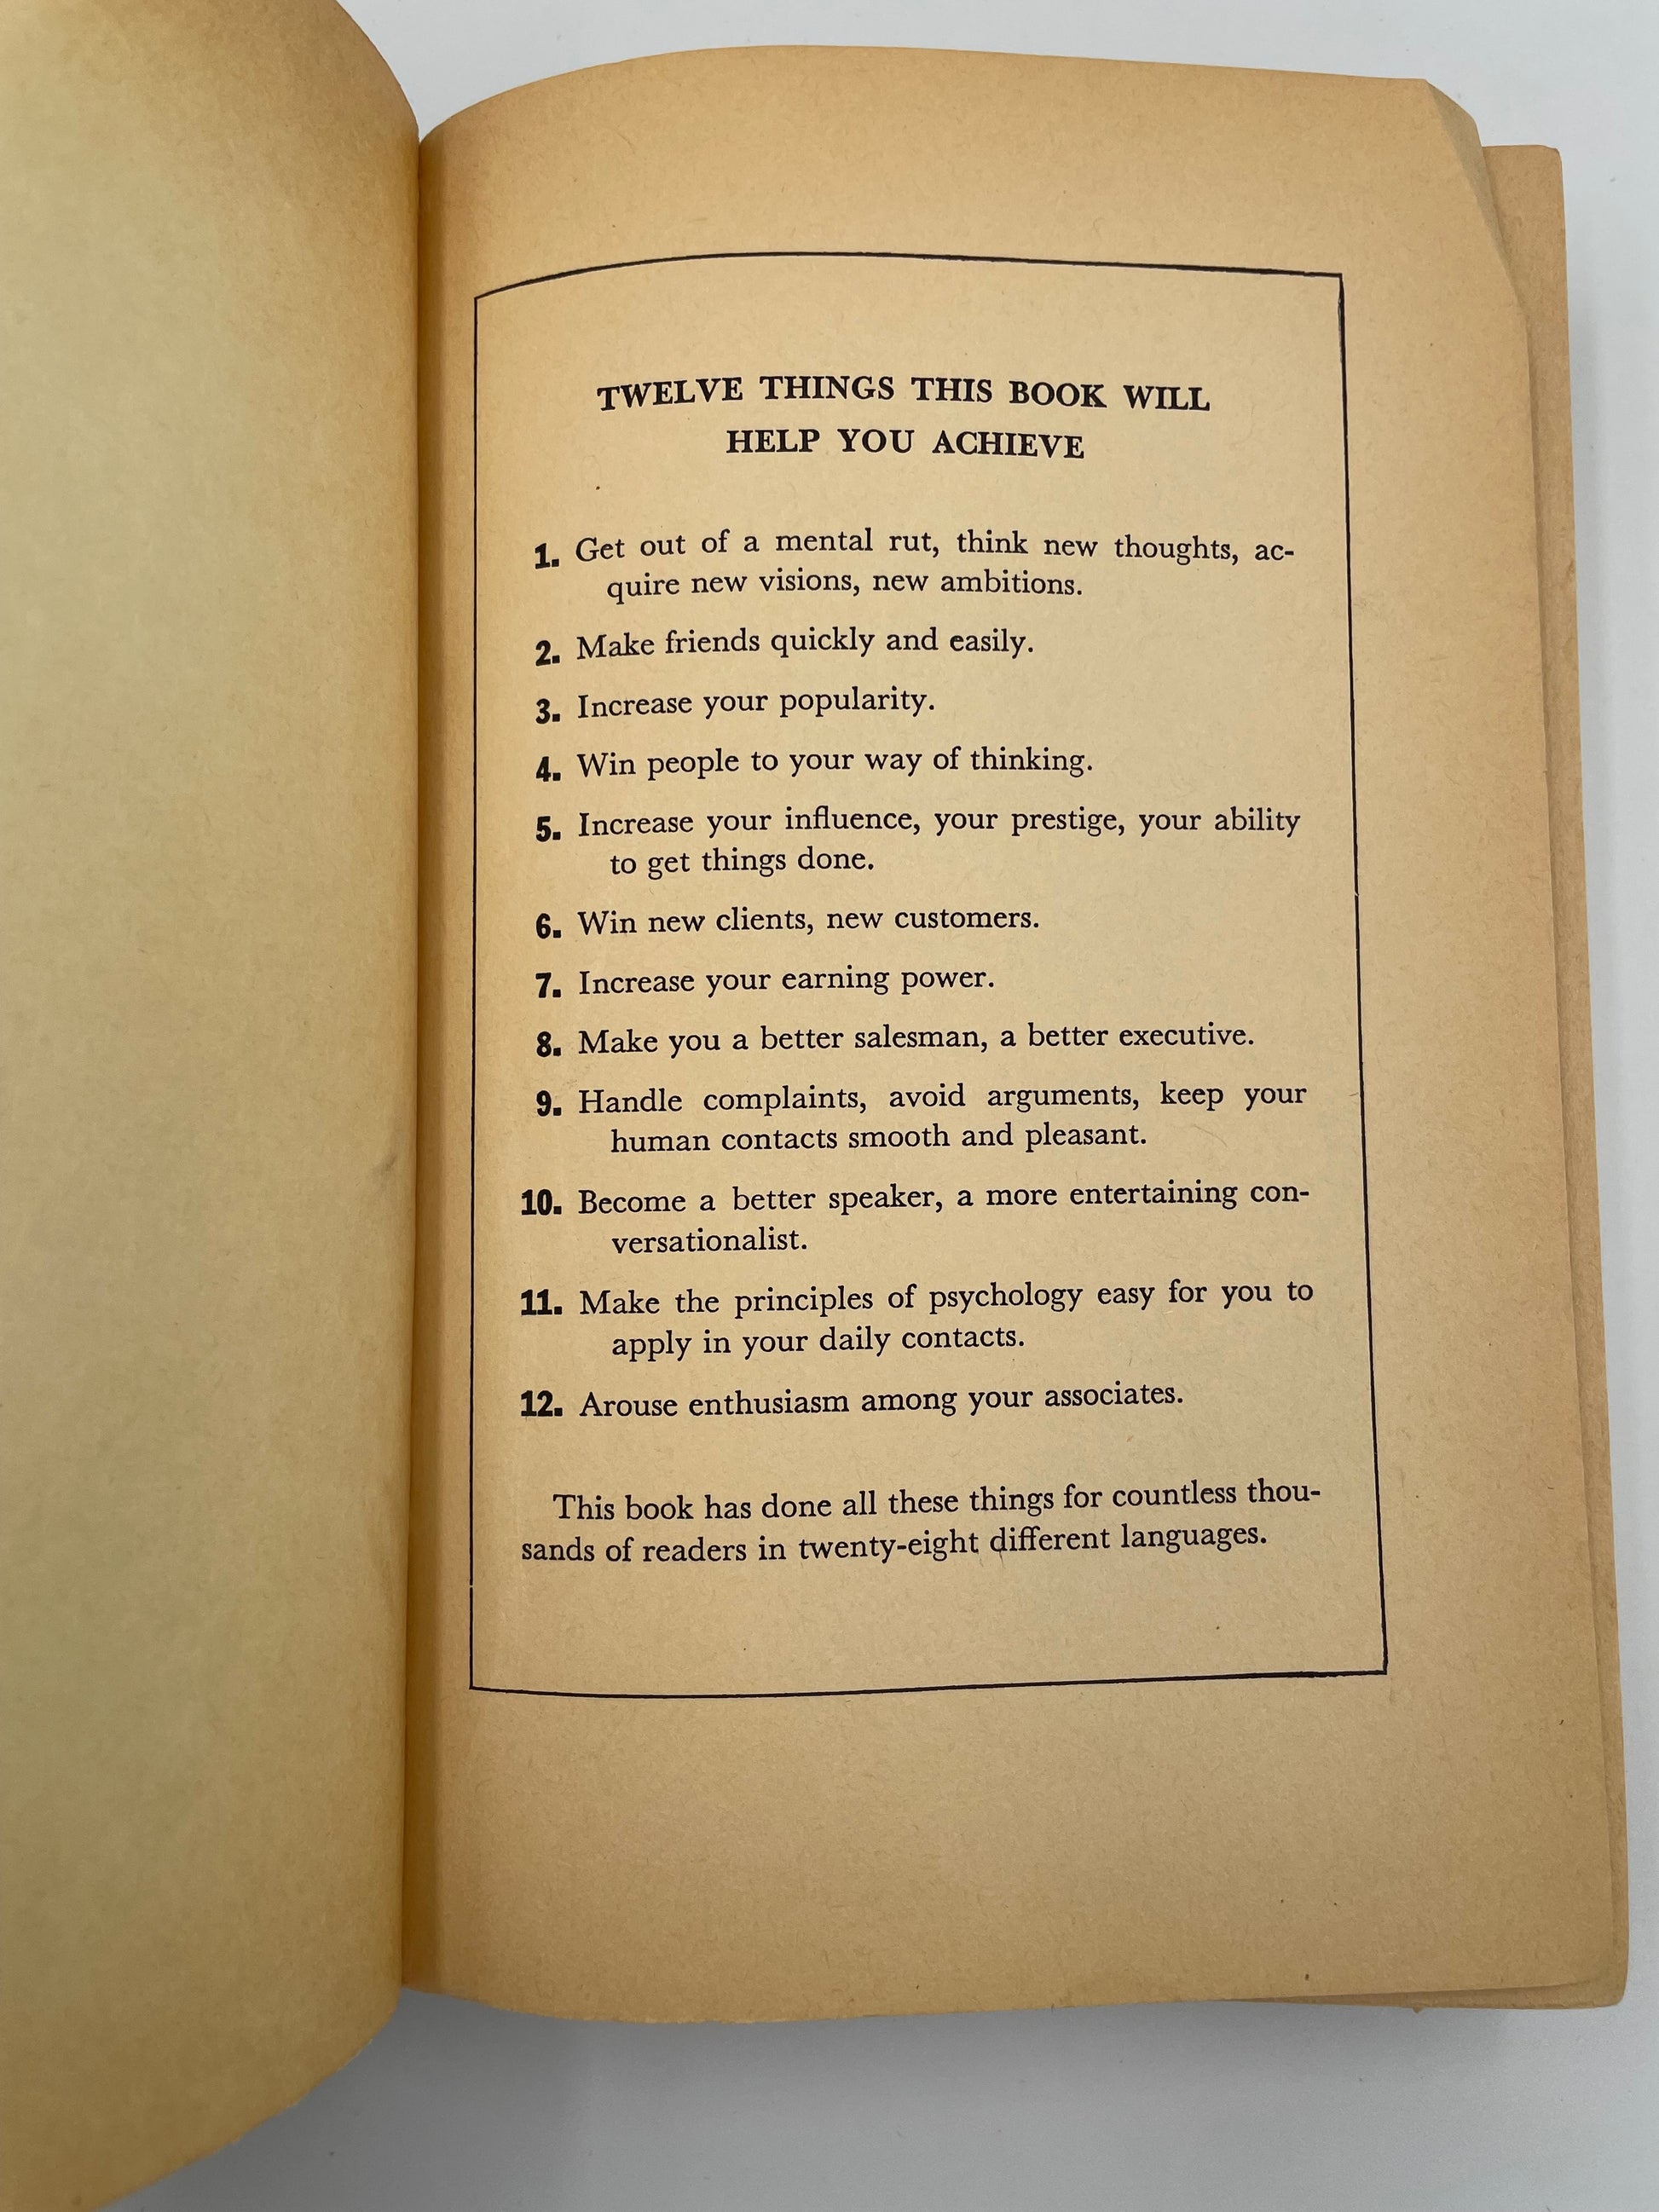 TWELVE THINGS THIS BOOK WILL
HELP YOU ACHIEVE
1. Get out of a mental rut, think new thoughts, ac-
quire new visions, new ambitions.
2. Make friends quickly and easily.
3. Increase your popularity.
4. Win people to your way of thinking.
5. Increase your influence, your prestige, your ability
to get things done.
6. Win new clients, new customers.
7. Increase your earning power.
8. Make you a better salesman, a better executive.
9. Handle complaints, avoid arguments, keep your
human contacts smooth and pleasant.
10. Become a better speaker, a more entertaining con-
versationalist.
11. Make the principles of psychology easy for you to
apply in your daily contacts.
12. Arouse enthusiasm among your associates.
This book has done all these things for countless thou-
sands of readers in twenty-eight different languages.